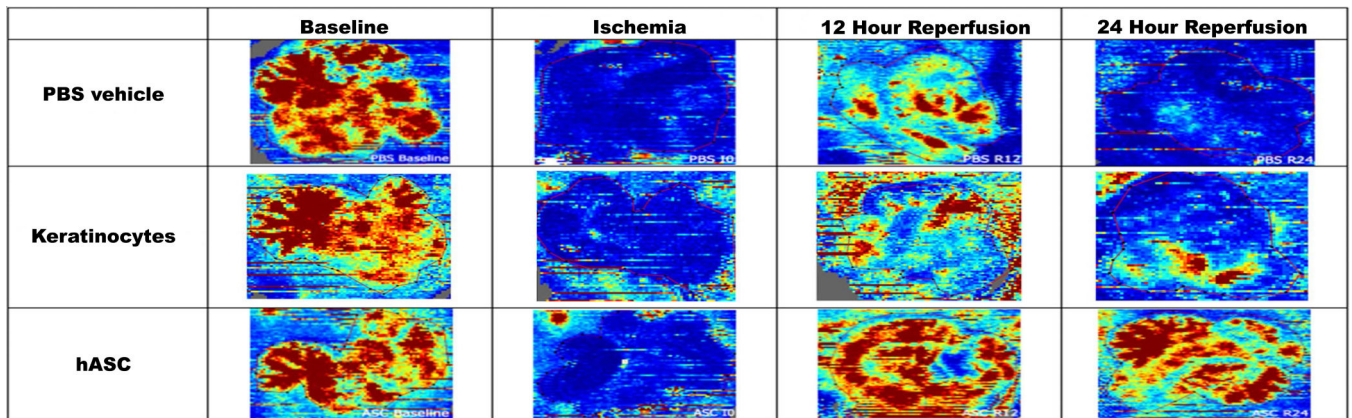 Baseline
Ischemia
12 Hour Reperfusion
24 Hour Reperfusion
PBS vehicle
PBS Baseline
PBS I0
PBS R12
PBS R24
Keratinocytes
hASC
ASC Baseline
ASC I0
ASC R12
ASC